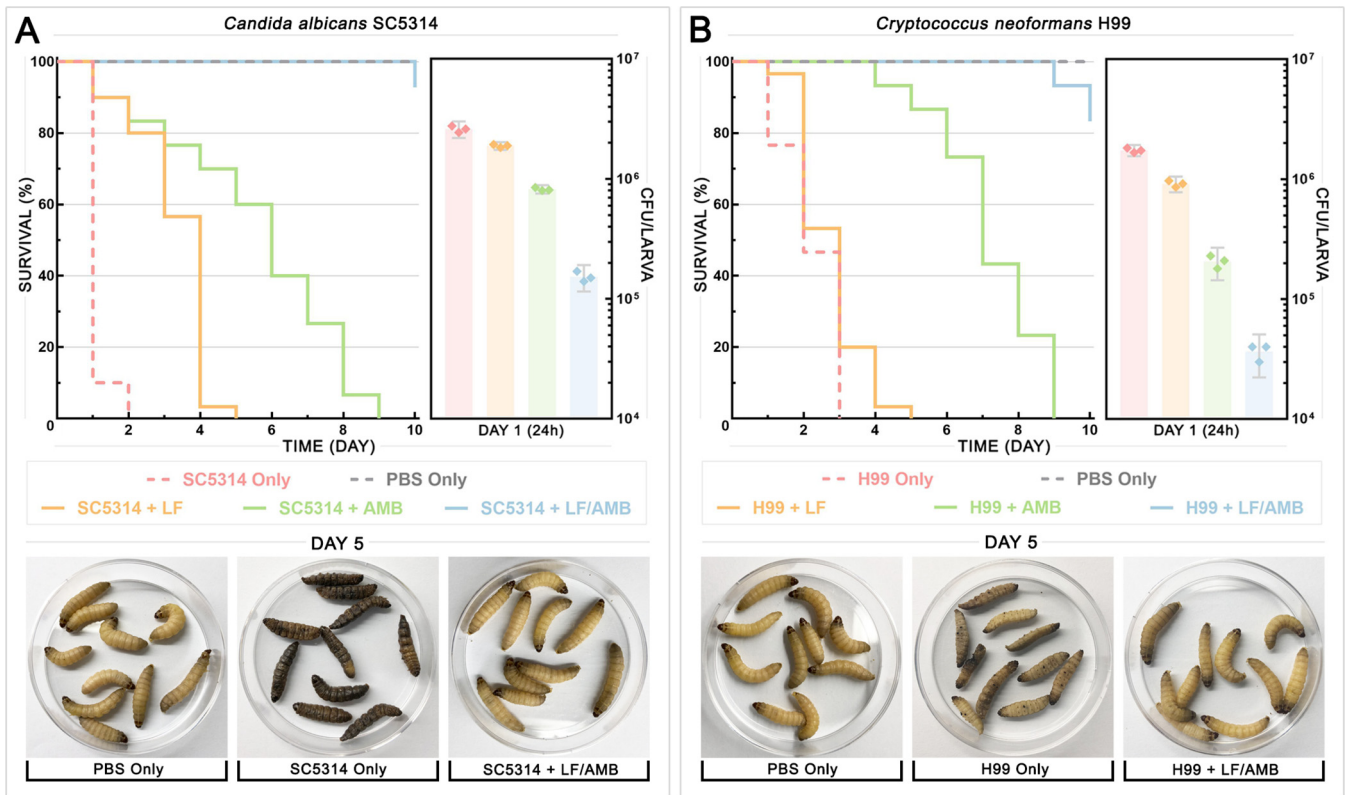 A
Candida albicans SC5314
SURVIVAL (%)
100
80
60
40
20
0
2
4
6
8
10
TIME (DAY)
10⁷
10⁶
10⁵
10⁴
CFU/LARVA
DAY 1 (24h)
SC5314 Only
PBS Only
SC5314 + LF
SC5314 + AMB
SC5314 + LF/AMB
DAY 5
PBS Only
SC5314 Only
SC5314 + LF/AMB
B
Cryptococcus neoformans H99
SURVIVAL (%)
100
80
60
40
20
0
2
4
6
8
10
TIME (DAY)
10⁷
10⁶
10⁵
10⁴
CFU/LARVA
DAY 1 (24h)
H99 Only
PBS Only
H99 + LF
H99 + AMB
H99 + LF/AMB
DAY 5
PBS Only
H99 Only
H99 + LF/AMB